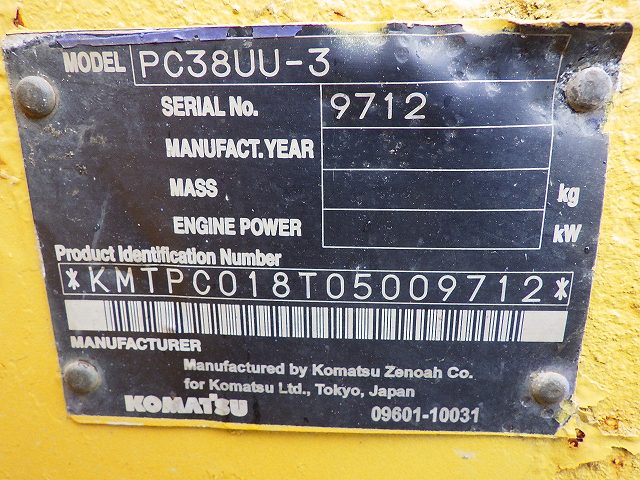 MODEL PC38UU-3
SERIAL No. 9712
MANUFACT.YEAR
MASS kg
ENGINE POWER kW
Product Identification Number
*KMTPC018T05009712*
MANUFACTURER
Manufactured by Komatsu Zenoah Co.
for Komatsu Ltd., Tokyo, Japan
KOMATSU 09601-10031